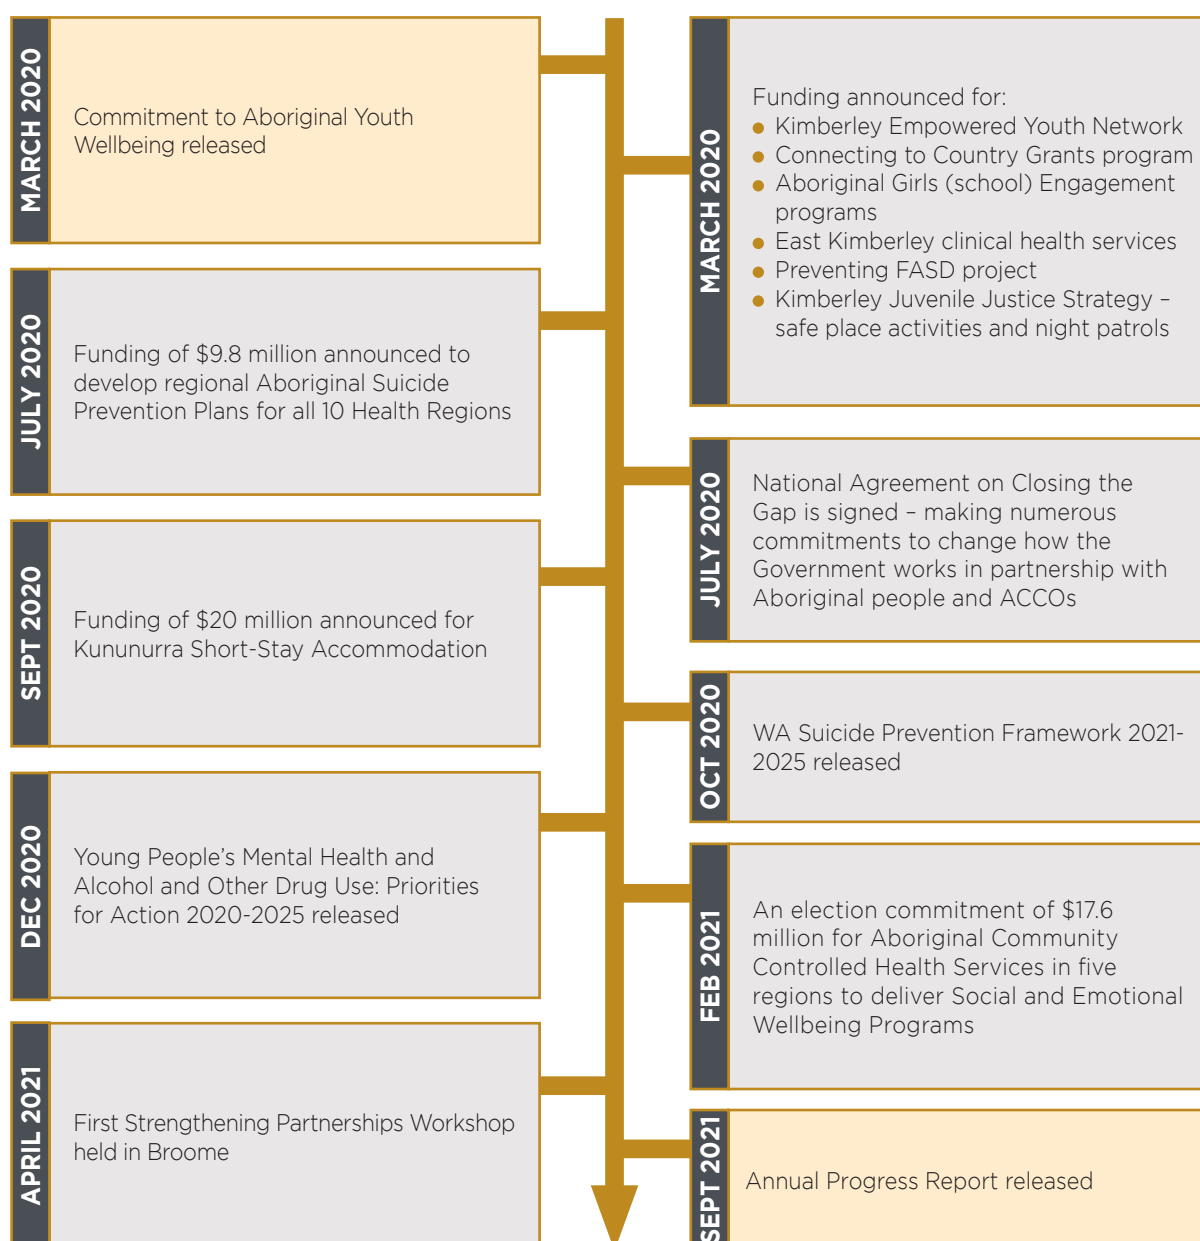 MARCH 2020
Commitment to Aboriginal Youth
Wellbeing released
MARCH 2020
Funding announced for:
• Kimberley Empowered Youth Network
• Connecting to Country Grants program
• Aboriginal Girls (school) Engagement
programs
• East Kimberley clinical health services
• Preventing FASD project
• Kimberley Juvenile Justice Strategy –
safe place activities and night patrols
JULY 2020
Funding of $9.8 million announced to
develop regional Aboriginal Suicide
Prevention Plans for all 10 Health Regions
JULY 2020
National Agreement on Closing the
Gap is signed – making numerous
commitments to change how the
Government works in partnership with
Aboriginal people and ACCOs
SEPT 2020
Funding of $20 million announced for
Kununurra Short-Stay Accommodation
OCT 2020
WA Suicide Prevention Framework 2021-
2025 released
DEC 2020
Young People’s Mental Health and
Alcohol and Other Drug Use: Priorities
for Action 2020-2025 released
FEB 2021
An election commitment of $17.6
million for Aboriginal Community
Controlled Health Services in five
regions to deliver Social and Emotional
Wellbeing Programs
APRIL 2021
First Strengthening Partnerships Workshop
held in Broome
SEPT 2021
Annual Progress Report released